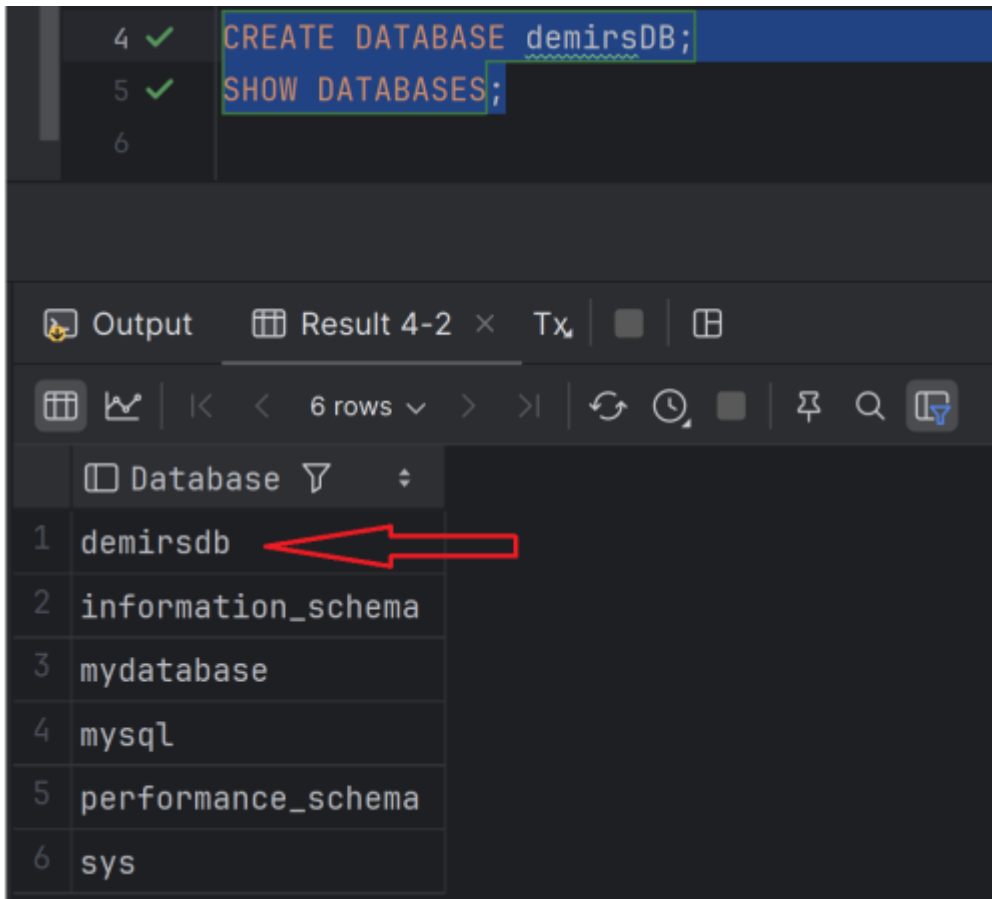 4 CREATE DATABASE demirsDB;
5 SHOW DATABASES;
6
Output Result 4-2 × Tx
6 rows
Database
1 demirsdb
2 information_schema
3 mydatabase
4 mysql
5 performance_schema
6 sys